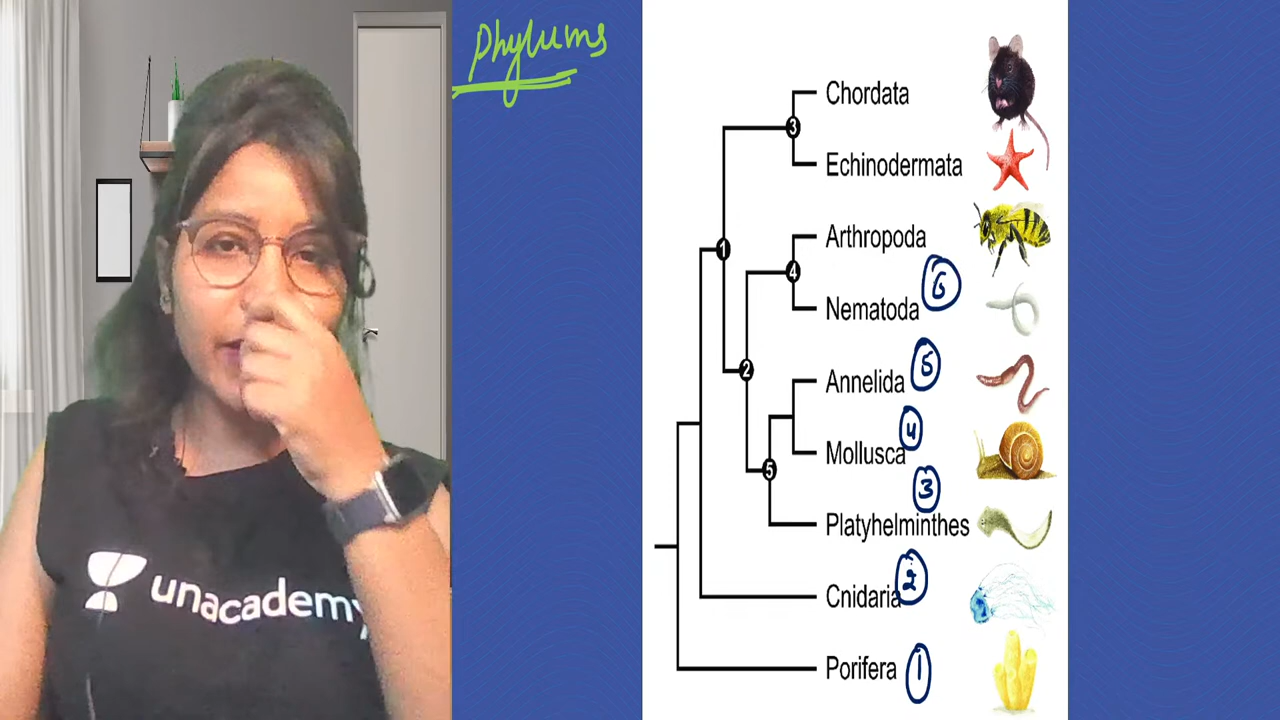 Phylums
3
Chordata
Echinodermata
1
Arthropoda
4
6
Nematoda
2
5
Annelida
4
Mollusca
5
3
Platyhelminthes
2
Cnidaria
Porifera 1
unacademy